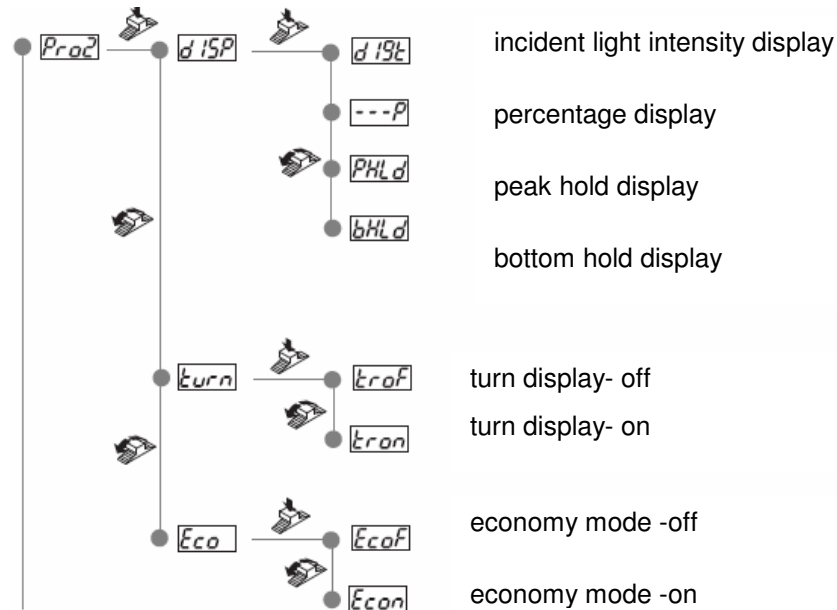 Pro2 dISP dIgt incident light intensity display
---P percentage display
PHLd peak hold display
bHLd bottom hold display
turn troF turn display- off
tron turn display- on
Eco EcoF economy mode -off
Econ economy mode -on